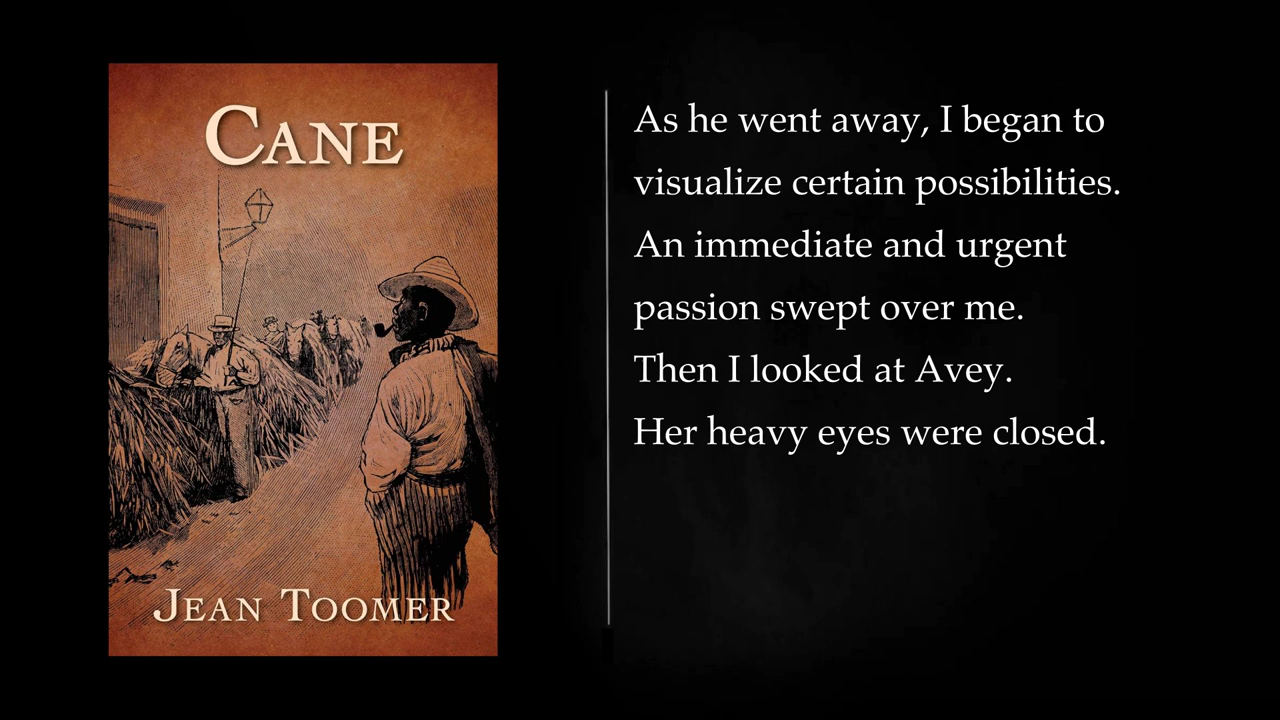 CANE
JEAN TOOMER
As he went away, I began to
visualize certain possibilities.
An immediate and urgent
passion swept over me.
Then I looked at Avey.
Her heavy eyes were closed.